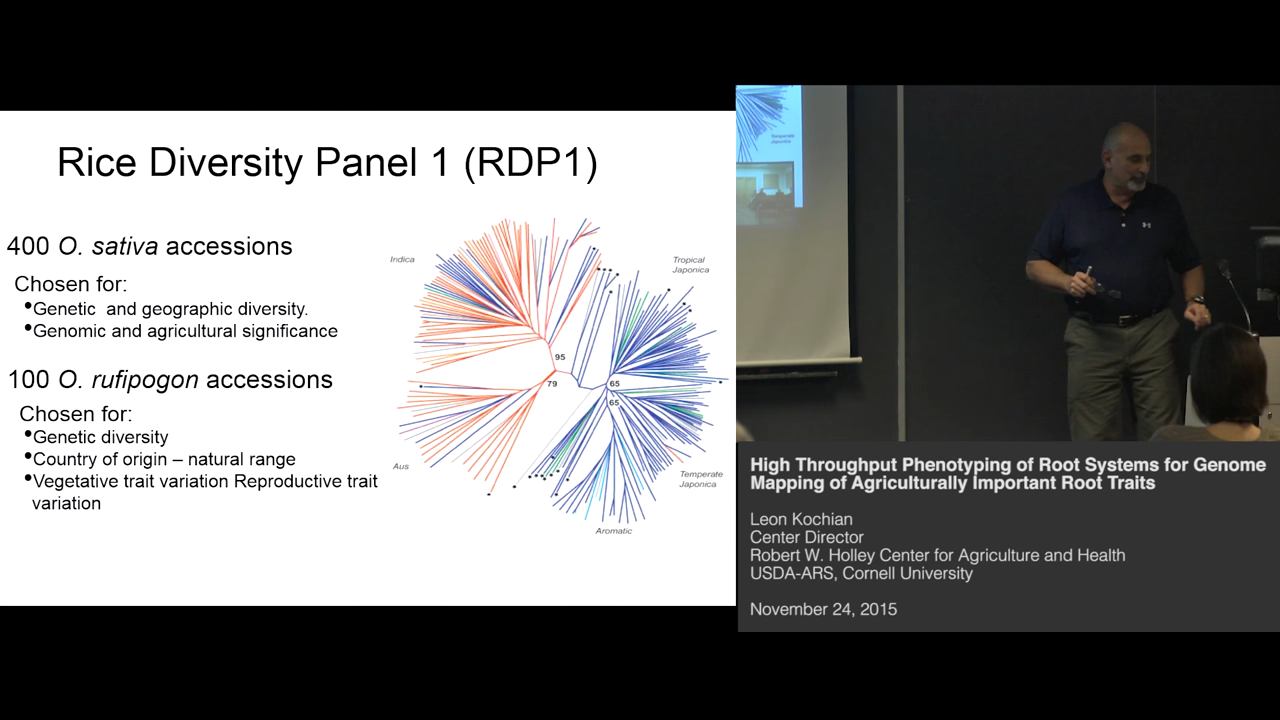 Rice Diversity Panel 1 (RDP1)
400 O. sativa accessions
Chosen for:
•Genetic and geographic diversity.
•Genomic and agricultural significance
100 O. rufipogon accessions
Chosen for:
•Genetic diversity
•Country of origin – natural range
•Vegetative trait variation Reproductive trait
variation
Indica
Tropical
Japonica
95
79
65
65
Aus
Temperate
Japonica
Aromatic
Temperate
Japonica
High Throughput Phenotyping of Root Systems for Genome
Mapping of Agriculturally Important Root Traits
Leon Kochian
Center Director
Robert W. Holley Center for Agriculture and Health
USDA-ARS, Cornell University
November 24, 2015